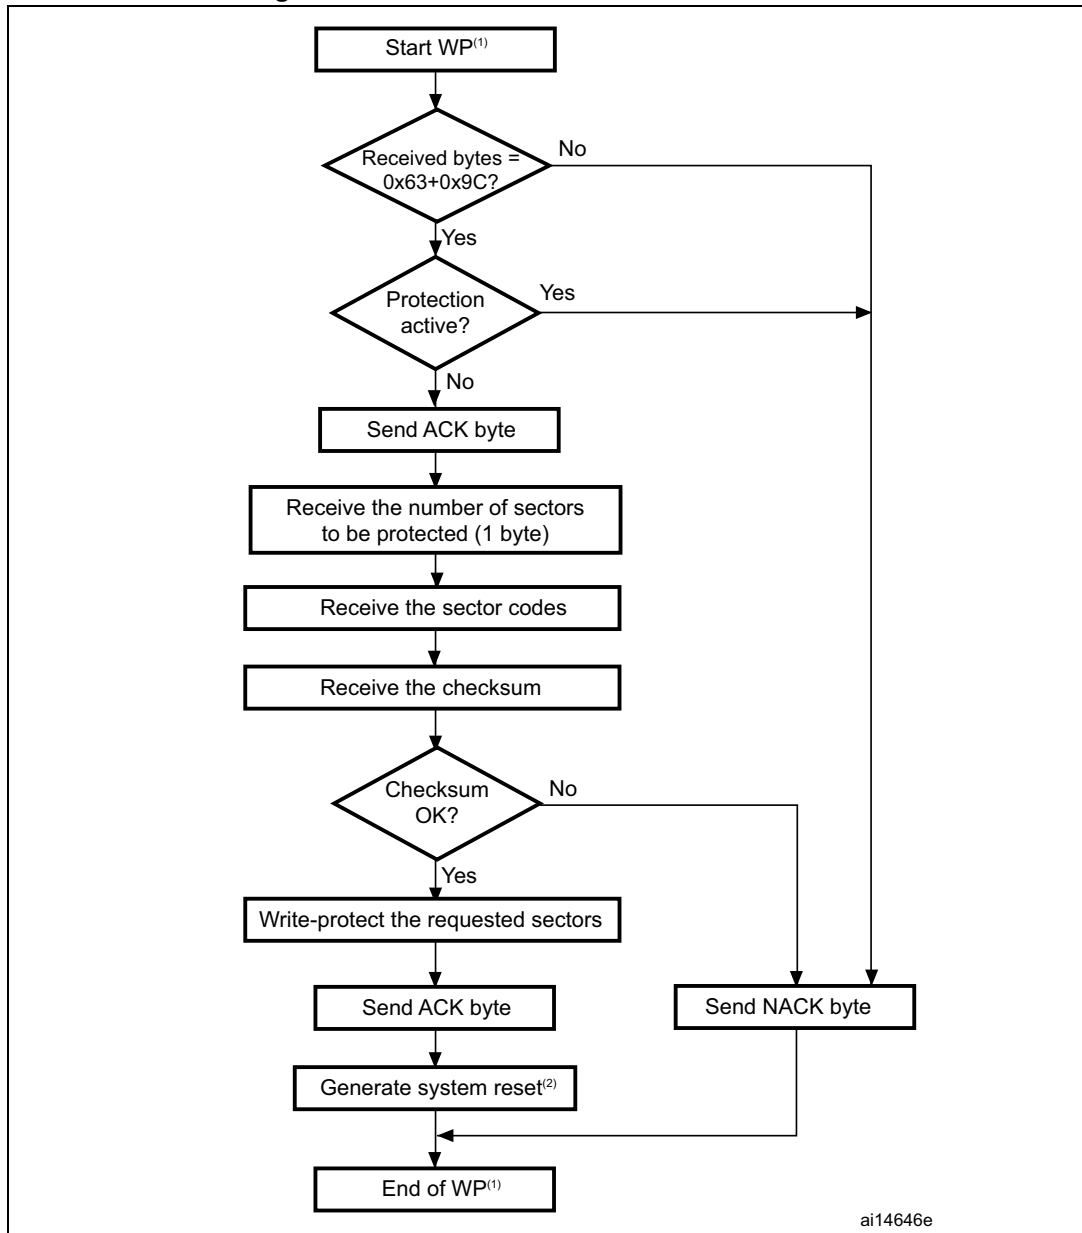 Start WP(1)
Received bytes =
0x63+0x9C?
No
Yes
Protection
active?
Yes
No
Send ACK byte
Receive the number of sectors
to be protected (1 byte)
Receive the sector codes
Receive the checksum
Checksum
OK?
No
Yes
Write-protect the requested sectors
Send ACK byte
Send NACK byte
Generate system reset(2)
End of WP(1)
ai14646e